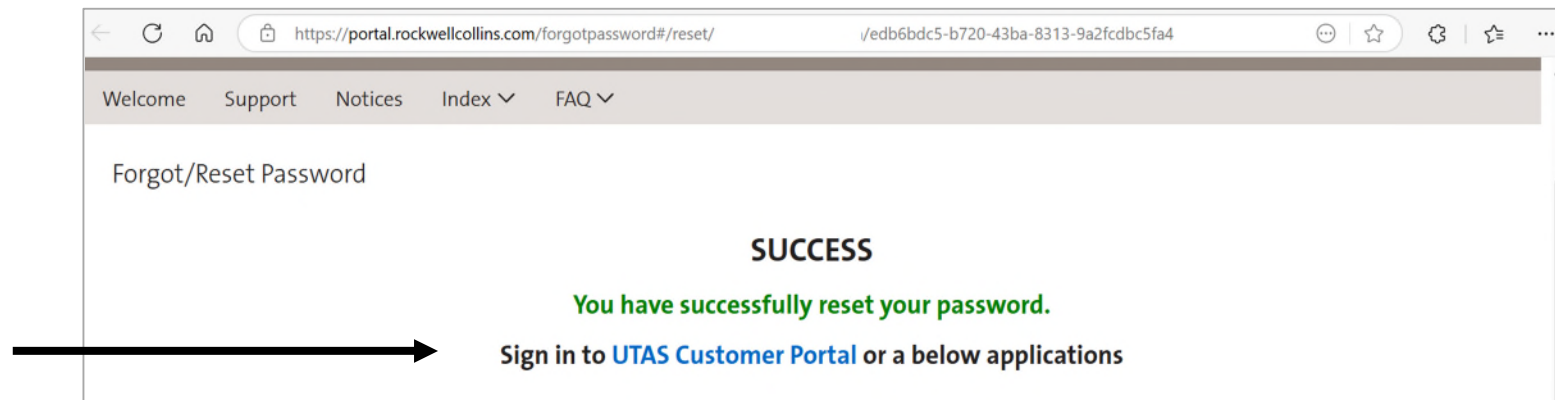 https://portal.rockwellcollins.com/forgotpassword#/reset/ /edb6bdc5-b720-43ba-8313-9a2fcdbc5fa4
Welcome Support Notices Index FAQ
Forgot/Reset Password
SUCCESS
You have successfully reset your password.
Sign in to UTAS Customer Portal or a below applications